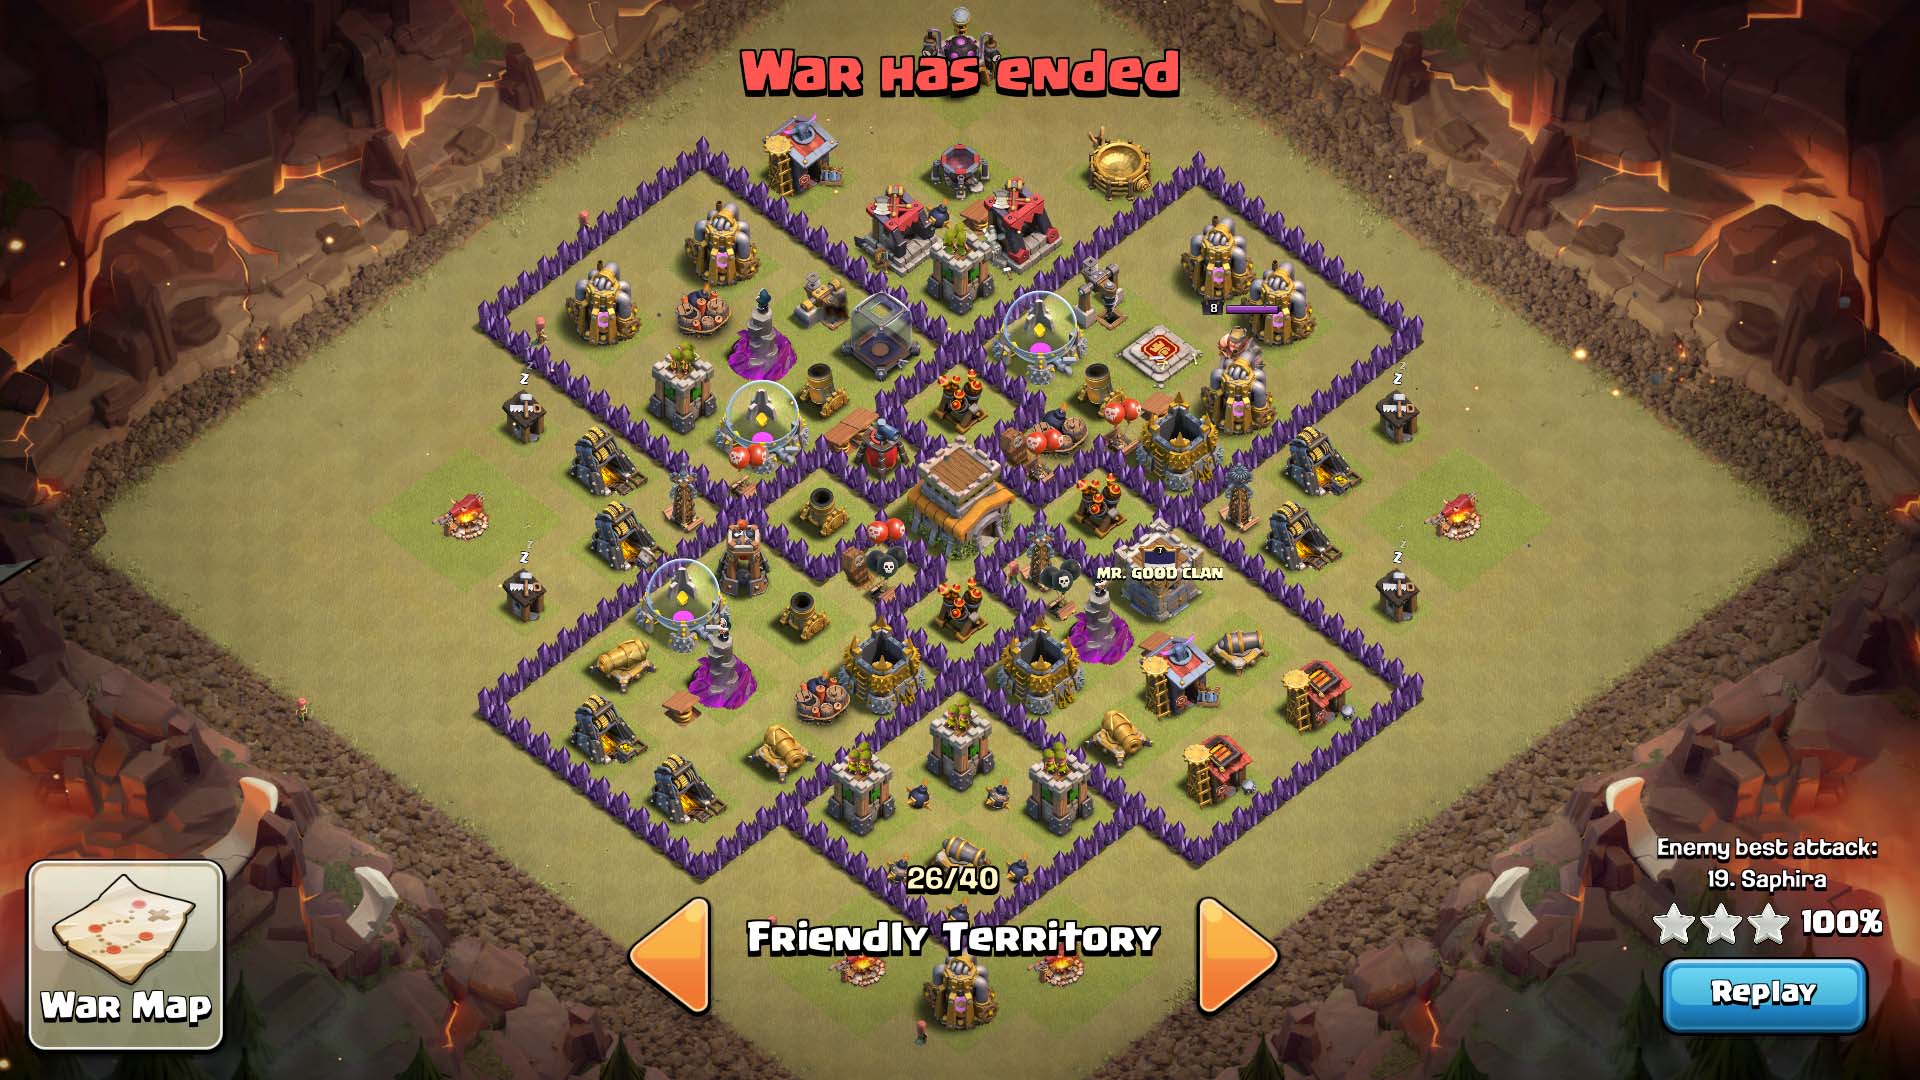 War has ended
8
z
z
z
z
z
z
MR. GOOD CLAN
7
z
z
26/40
Friendly Territory
War Map
Enemy best attack:
19. Saphira
100%
Replay